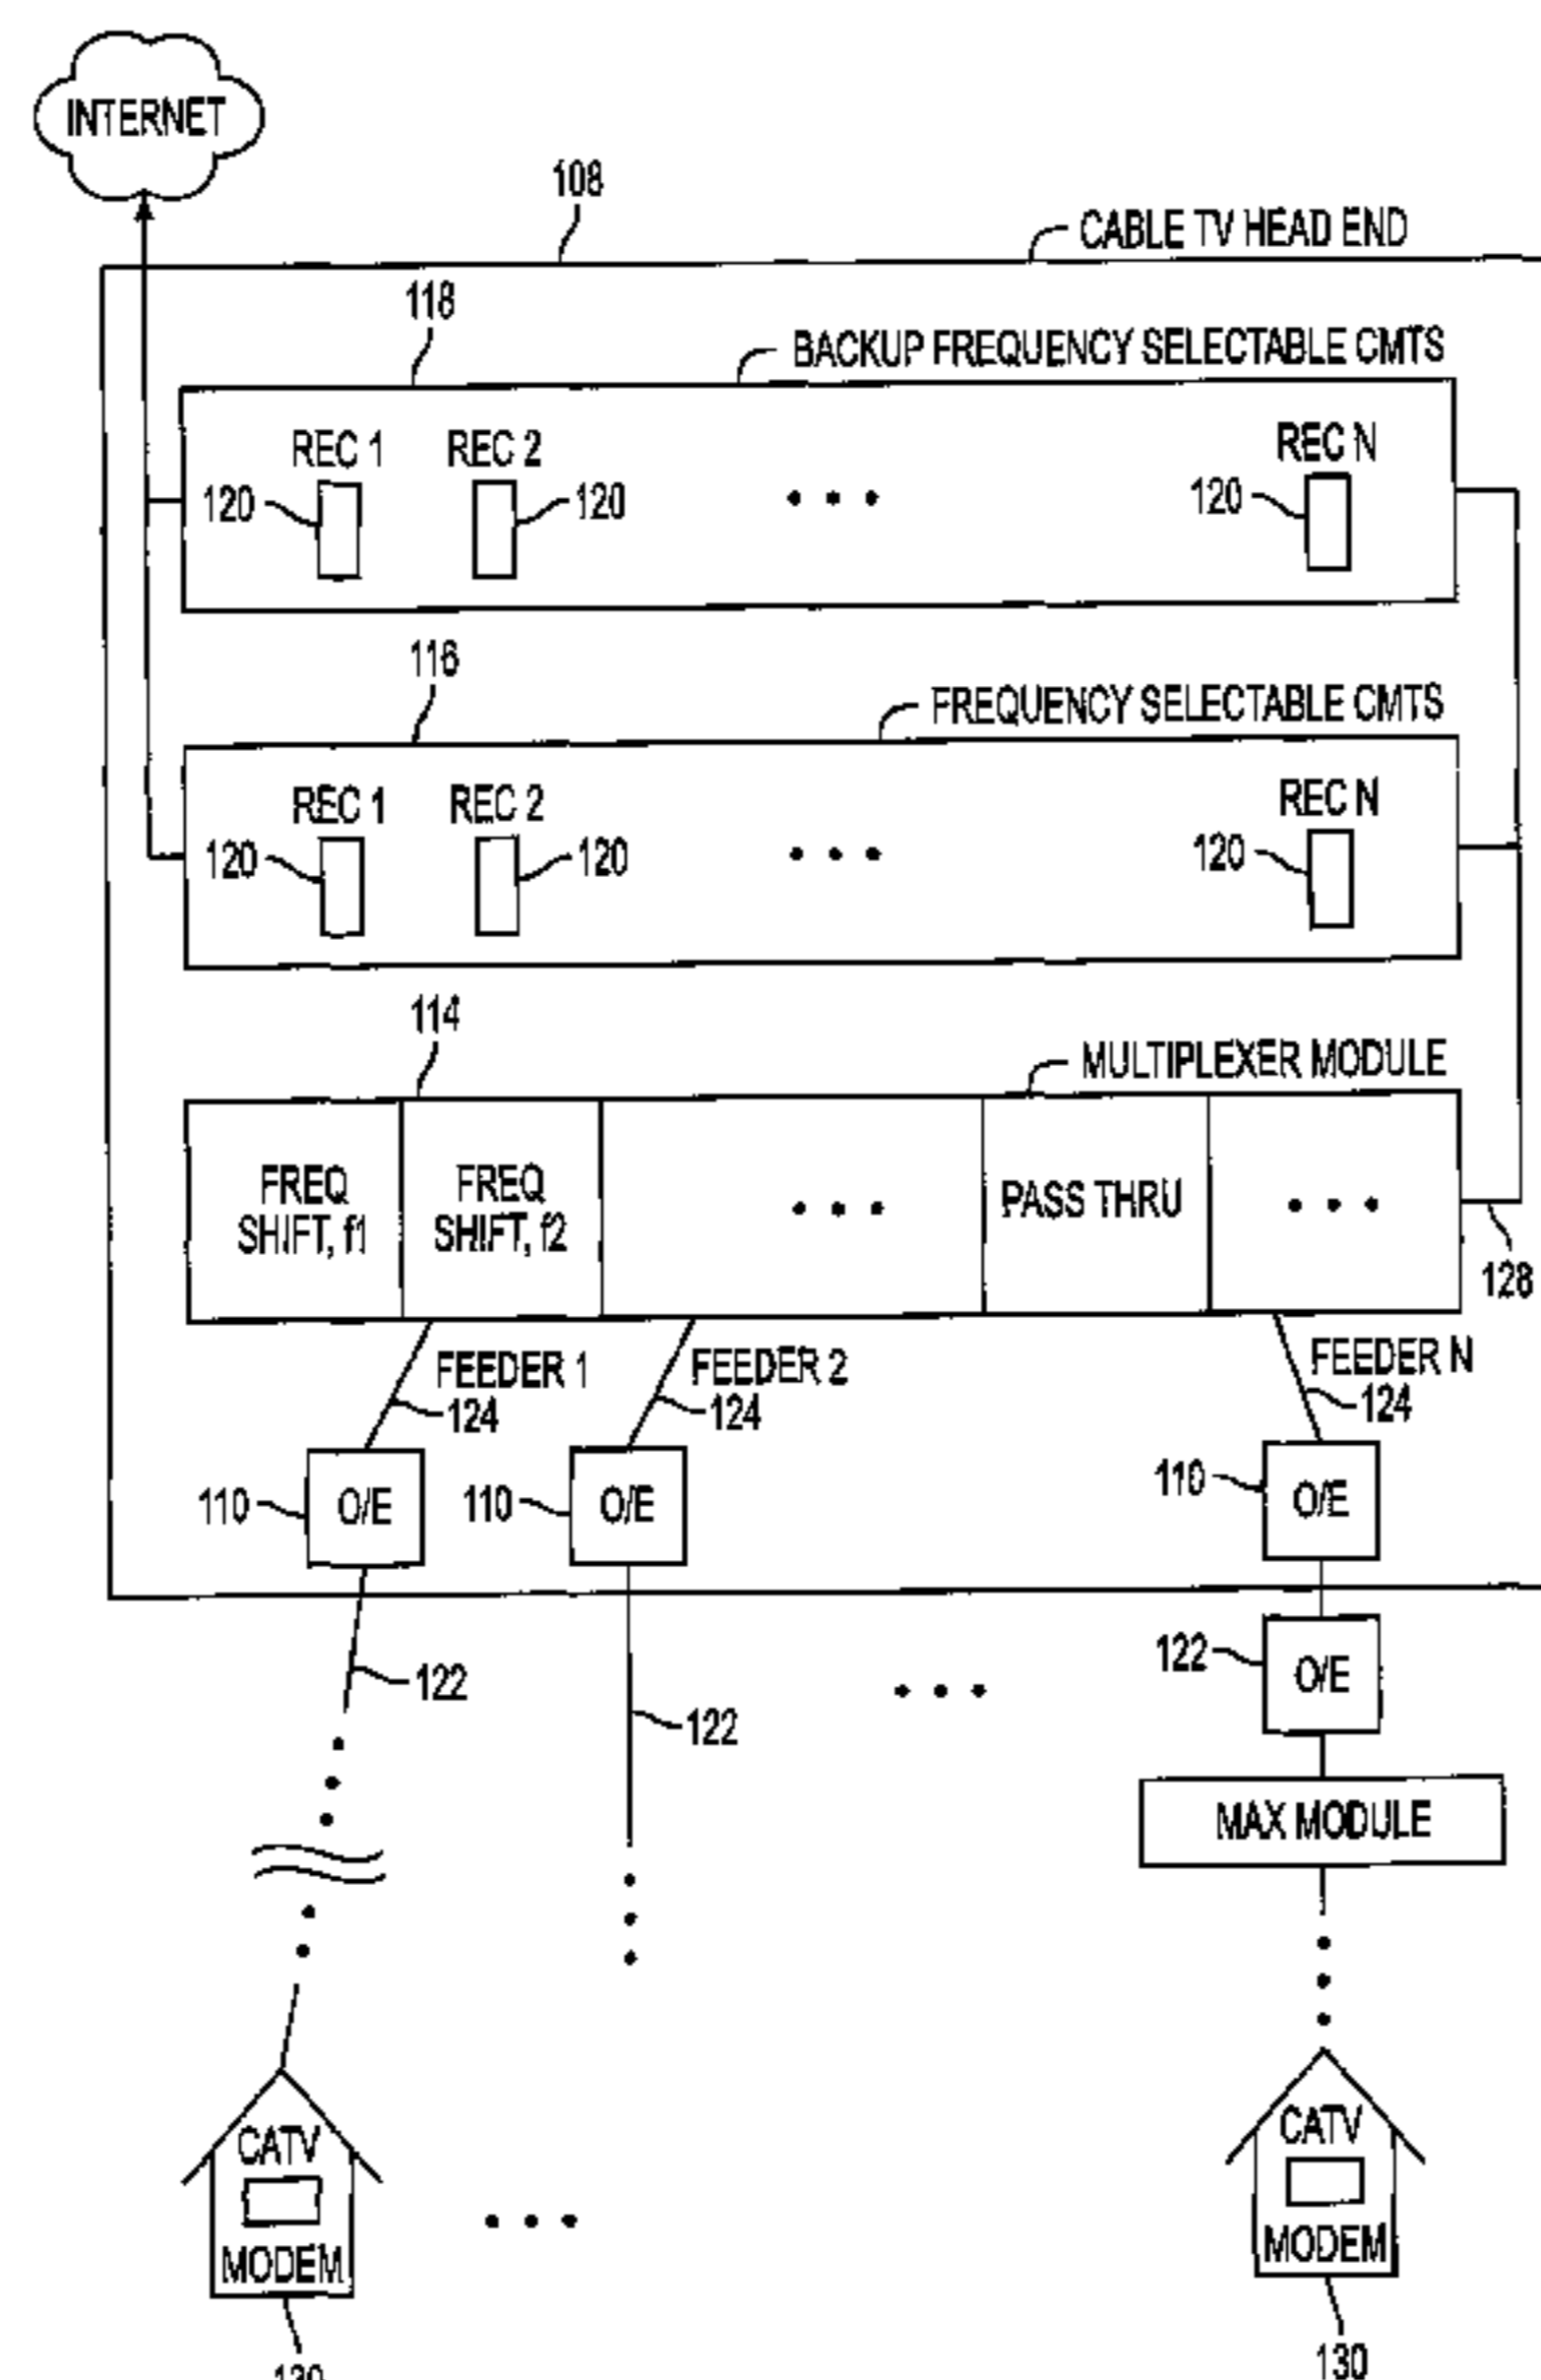 INTERNET
108
CABLE TV HEAD END
118
BACKUP FREQUENCY SELECTABLE CMTS
REC 1
REC 2
REC N
120
120
120
116
FREQUENCY SELECTABLE CMTS
REC 1
REC 2
REC N
120
120
120
114
MULTIPLEXER MODULE
FREQ
SHIFT, f1
FREQ
SHIFT, f2
PASS THRU
128
FEEDER 1
124
FEEDER 2
124
FEEDER N
124
110
O/E
110
O/E
110
O/E
122
122
122
O/E
MAX MODULE
CATV
MODEM
130
CATV
MODEM
130